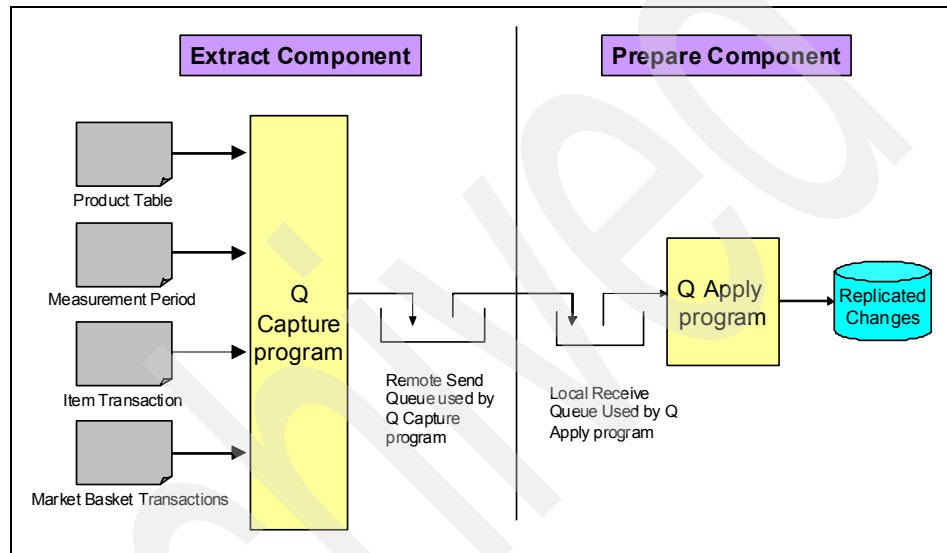 Extract Component
Prepare Component
Product Table
Measurement Period
Item Transaction
Market Basket Transactions
Q
Capture
program
Remote Send
Queue used by
Q Capture
program
Local Receive
Queue Used by Q
Apply program
Q Apply
program
Replicated
Changes